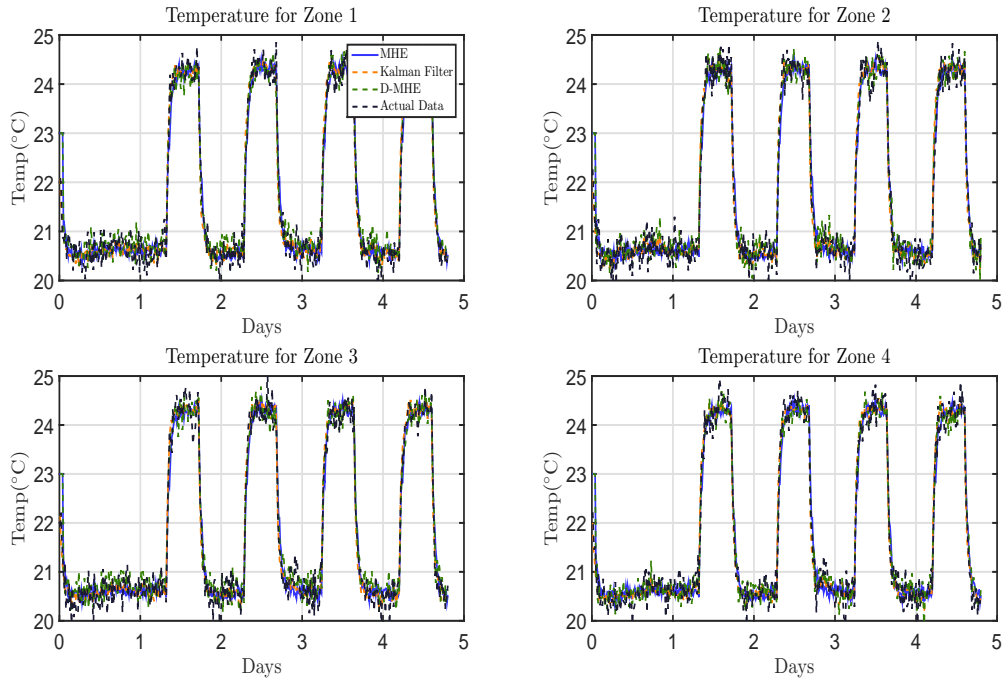 Temperature for Zone 1
Temp(°C)
25
24
23
22
21
20
0 1 2 3 4 5
Days
MHE
Kalman Filter
D-MHE
Actual Data
Temperature for Zone 2
Temp(°C)
25
24
23
22
21
20
0 1 2 3 4 5
Days
Temperature for Zone 3
Temp(°C)
25
24
23
22
21
20
0 1 2 3 4 5
Days
Temperature for Zone 4
Temp(°C)
25
24
23
22
21
20
0 1 2 3 4 5
Days